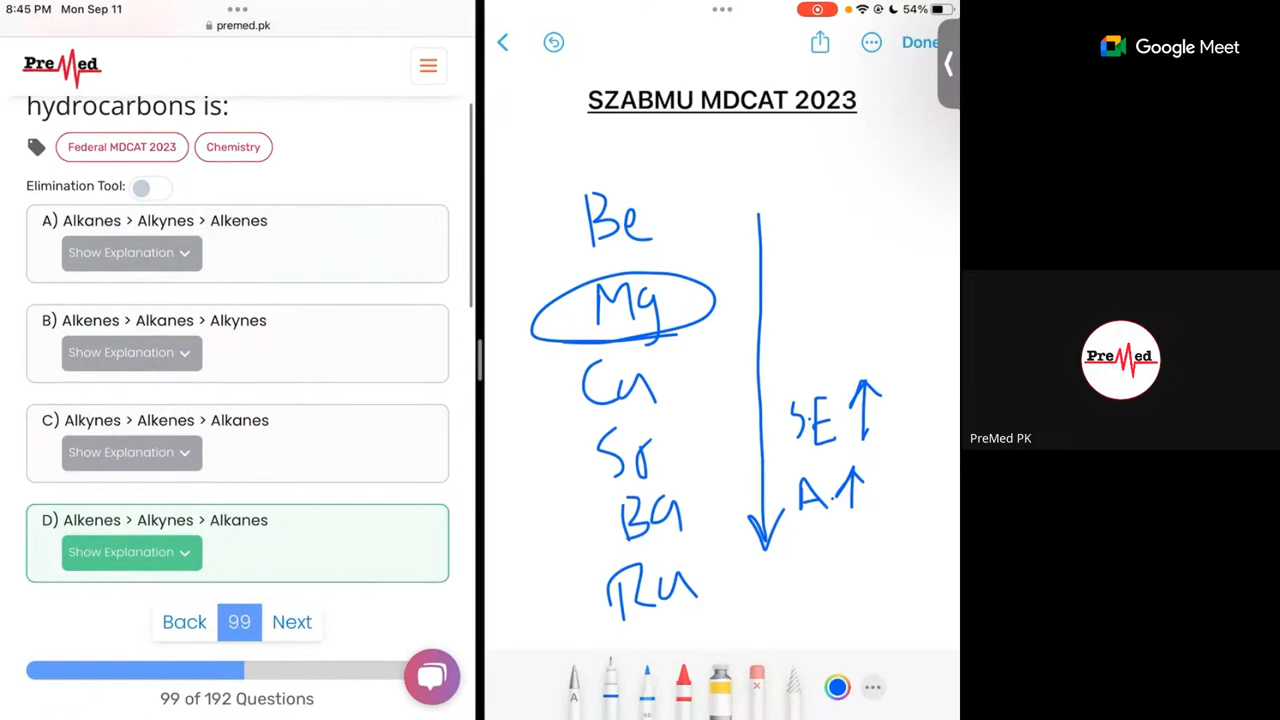 8:45 PM Mon Sep 11
premed.pk
PreMed
hydrocarbons is:
Federal MDCAT 2023
Chemistry
Elimination Tool:
A) Alkanes > Alkynes > Alkenes
Show Explanation
B) Alkenes > Alkanes > Alkynes
Show Explanation
C) Alkynes > Alkenes > Alkanes
Show Explanation
D) Alkenes > Alkynes > Alkanes
Show Explanation
Back 99 Next
99 of 192 Questions
54%
Done
SZABMU MDCAT 2023
Be
Mg
Ca
Sr
Ba
Ra
S.E ↑
A. ↑
A
Google Meet
PreMed
PreMed PK